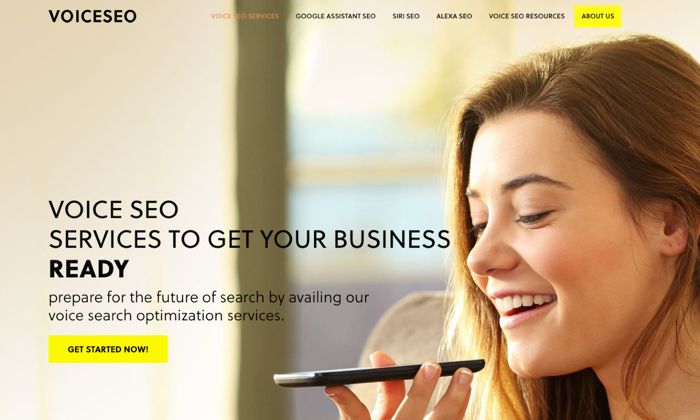 VOICESEO
VOICE SEO SERVICES
GOOGLE ASSISTANT SEO
SIRI SEO
ALEXA SEO
VOICE SEO RESOURCES
ABOUT US
VOICE SEO
SERVICES TO GET YOUR BUSINESS
READY
prepare for the future of search by availing our
voice search optimization services.
GET STARTED NOW!